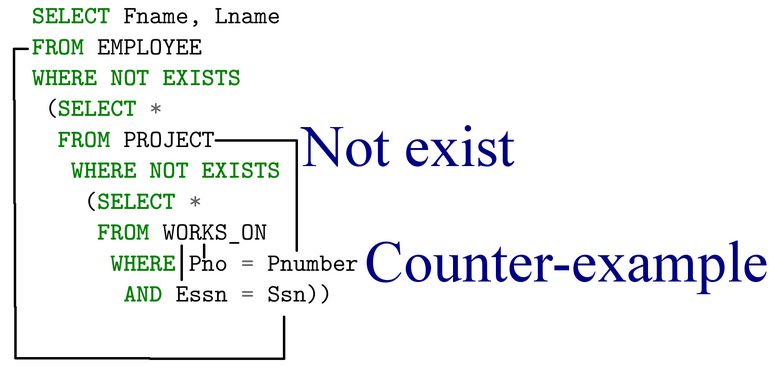 SELECT Fname, Lname
FROM EMPLOYEE
WHERE NOT EXISTS
(SELECT *
FROM PROJECT
Not exist
WHERE NOT EXISTS
(SELECT *
FROM WORKS_ON
WHERE Pno = Pnumber
Counter-example
AND Essn = Ssn))